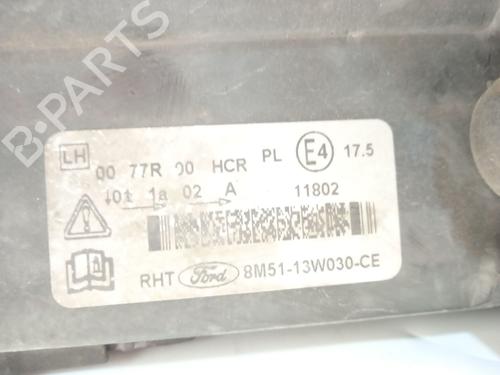 B-PARTS
LH
00 77R 00 HCR PL E4 17.5
01 1a 02 A 11802
RHT Ford 8M51-13W030-CE